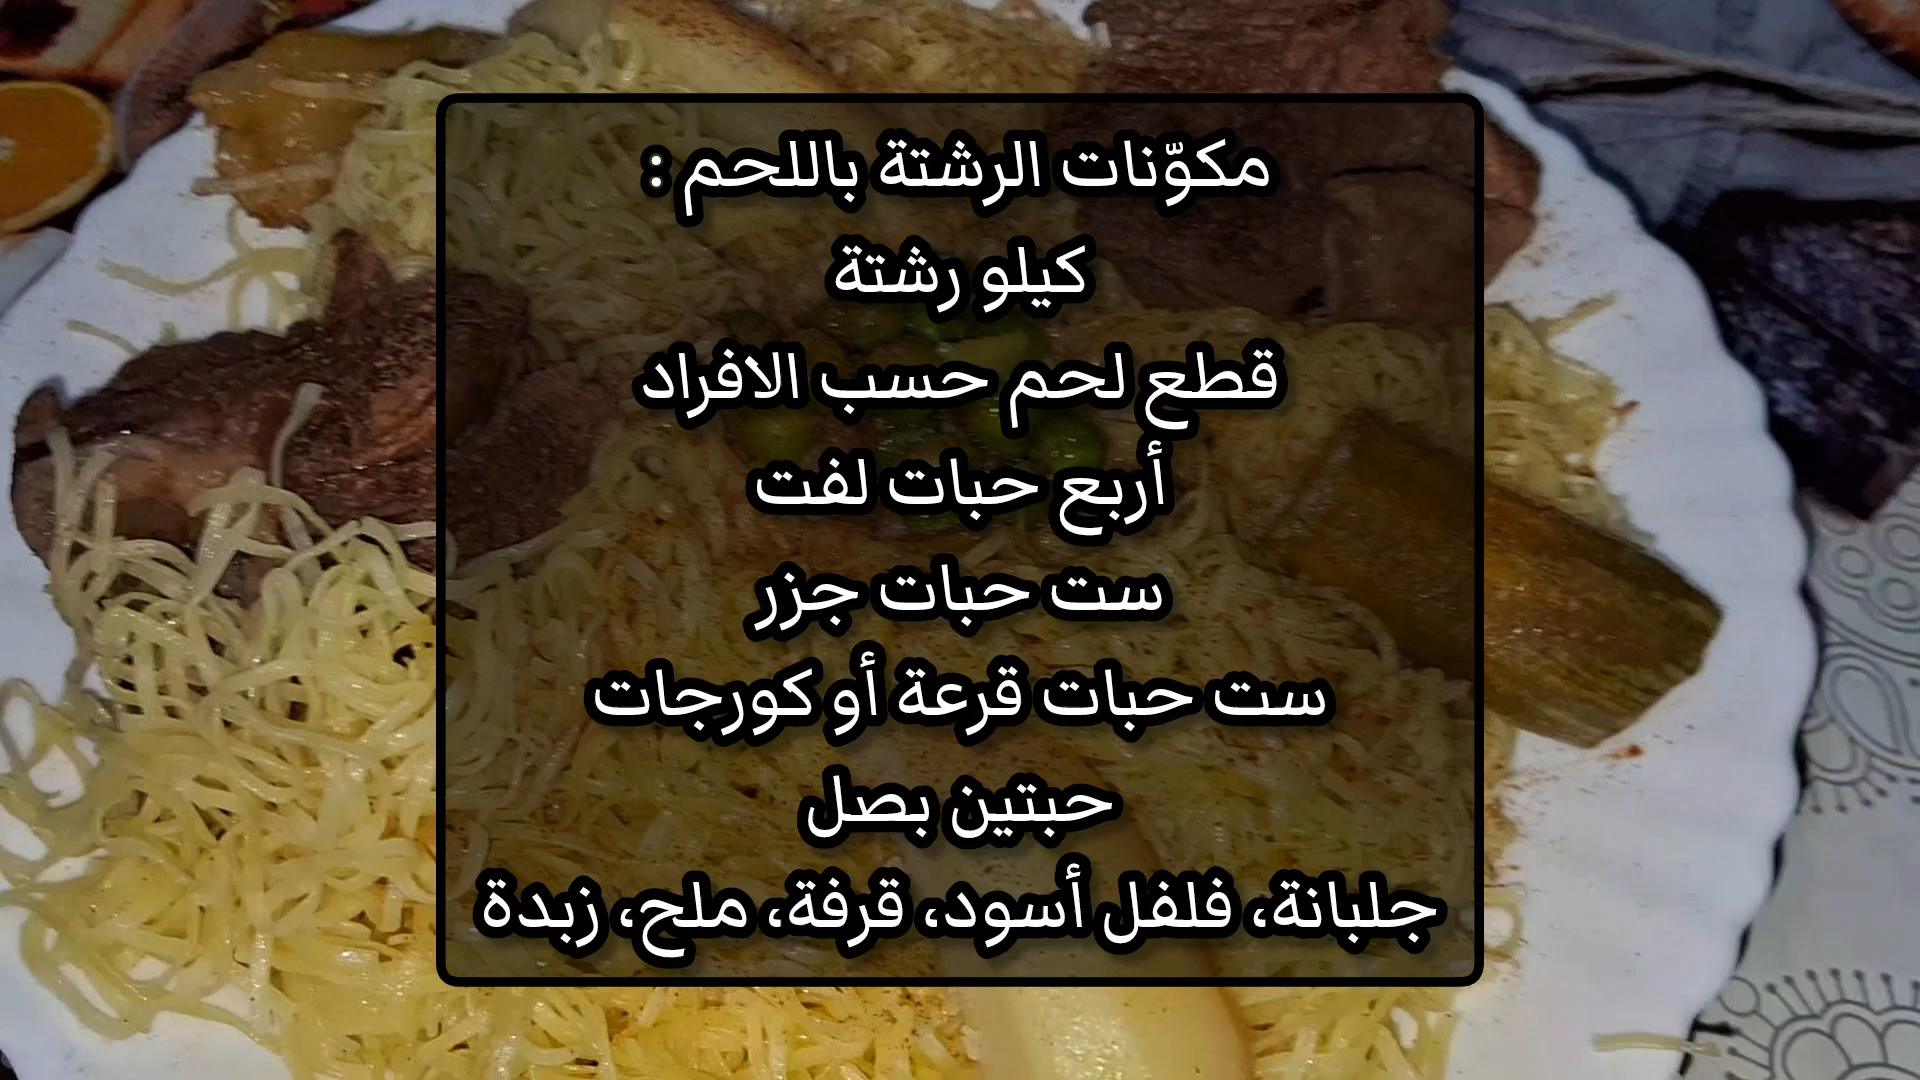 مكوّنات الرشتة باللحم :
كيلو رشتة
قطع لحم حسب الافراد
أربع حبات لفت
ست حبات جزر
ست حبات قرعة أو كورجات
حبتين بصل
جلبانة، فلفل أسود، قرفة، ملح، زبدة